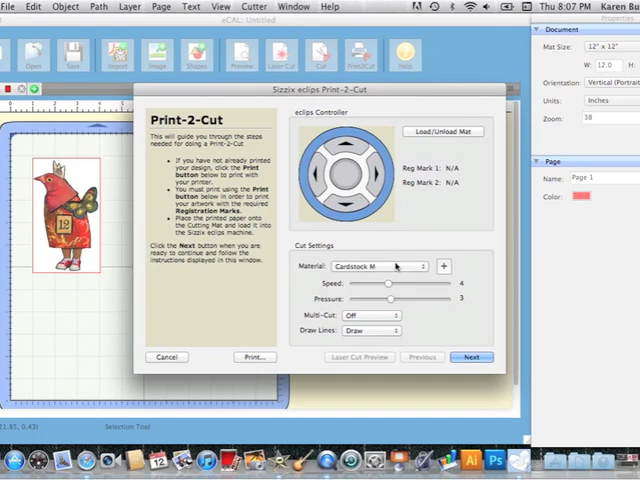 File Edit Object Path Layer Page Text View Cutter Window Help Thu 8:07 PM Karen Bu
eCAL: Untitled
Properties
Open Save Import Image Shapes Preview Laser Cut Cut Print2Cut Help
Document
Mat Size: 12" x 12"
W: 12.0 H:
Orientation: Vertical (Portrait
Units: Inches
Zoom: 38
Page
Name: Page 1
Color:
Sizzix eclips Print-2-Cut
Print-2-Cut
This will guide you through the steps
needed for doing a Print-2-Cut
• If you have not already printed
your design, click the Print
button below to print with
your printer.
• You must print using the Print
button below in order to print
your artwork with the required
Registration Marks.
• Place the printed paper onto
the Cutting Mat and load it into
the Sizzix eclips machine.
Click the Next button when you are
ready to continue and follow the
instructions displayed in this window.
eclips Controller
Load/Unload Mat
Reg Mark 1: N/A
Reg Mark 2: N/A
Cut Settings
Material: Cardstock M +
Speed: 4
Pressure: 3
Multi-Cut: Off
Draw Lines: Draw
Cancel Print... Laser Cut Preview Previous Next
12
21.85, 0.43) Selection Tool
12 Ai Ps